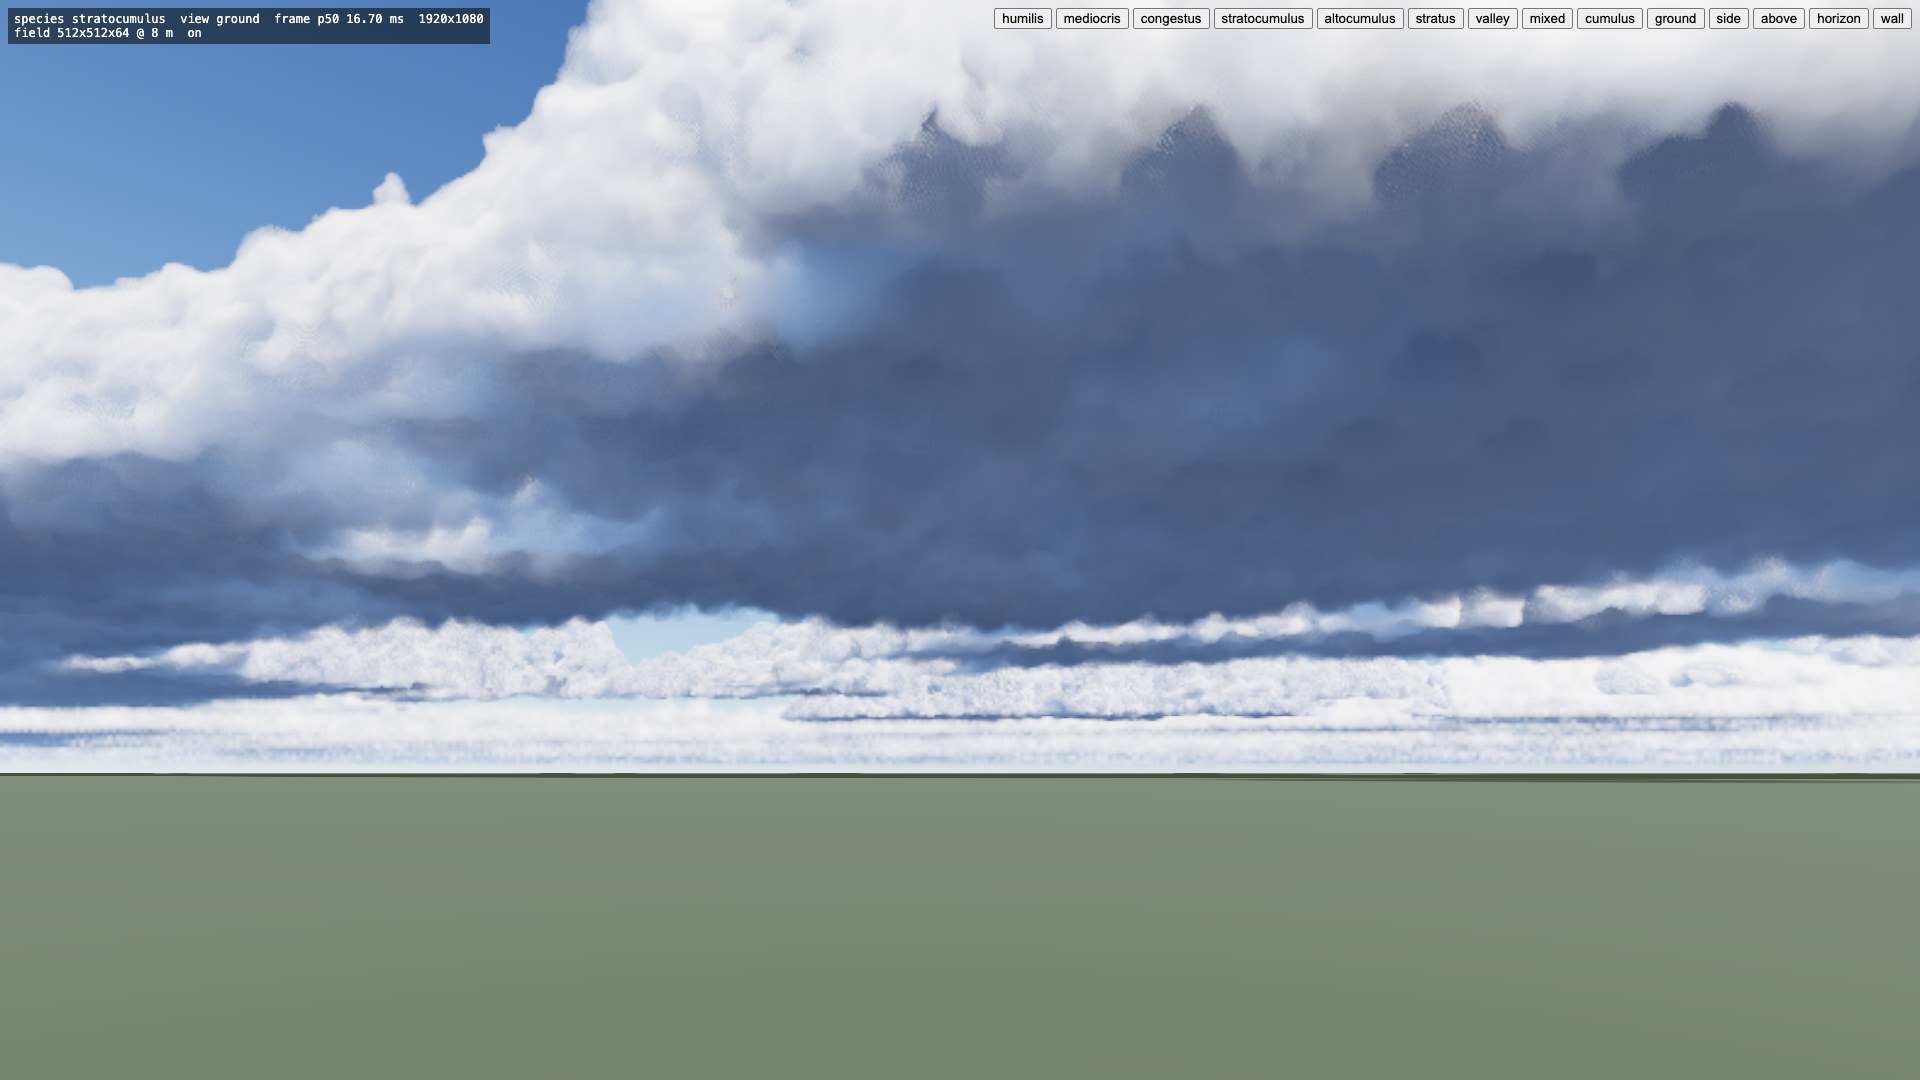 species stratocumulus  view ground  frame p50 16.70 ms  1920x1080
field 512x512x64 @ 8 m  on
humilis mediocris congestus stratocumulus altocumulus stratus valley mixed cumulus ground side above horizon wall